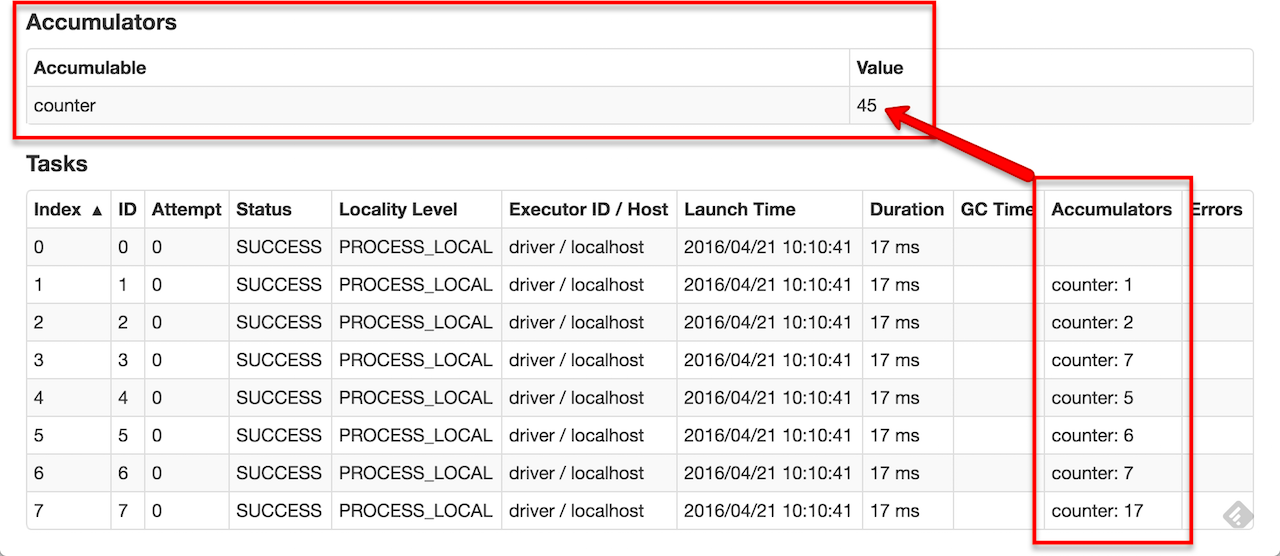 Accumulators
Accumulable Value
counter 45
Tasks
Index ▲ ID Attempt Status Locality Level Executor ID / Host Launch Time Duration GC Time Accumulators Errors
0 0 0 SUCCESS PROCESS_LOCAL driver / localhost 2016/04/21 10:10:41 17 ms
1 1 0 SUCCESS PROCESS_LOCAL driver / localhost 2016/04/21 10:10:41 17 ms counter: 1
2 2 0 SUCCESS PROCESS_LOCAL driver / localhost 2016/04/21 10:10:41 17 ms counter: 2
3 3 0 SUCCESS PROCESS_LOCAL driver / localhost 2016/04/21 10:10:41 17 ms counter: 7
4 4 0 SUCCESS PROCESS_LOCAL driver / localhost 2016/04/21 10:10:41 17 ms counter: 5
5 5 0 SUCCESS PROCESS_LOCAL driver / localhost 2016/04/21 10:10:41 17 ms counter: 6
6 6 0 SUCCESS PROCESS_LOCAL driver / localhost 2016/04/21 10:10:41 17 ms counter: 7
7 7 0 SUCCESS PROCESS_LOCAL driver / localhost 2016/04/21 10:10:41 17 ms counter: 17